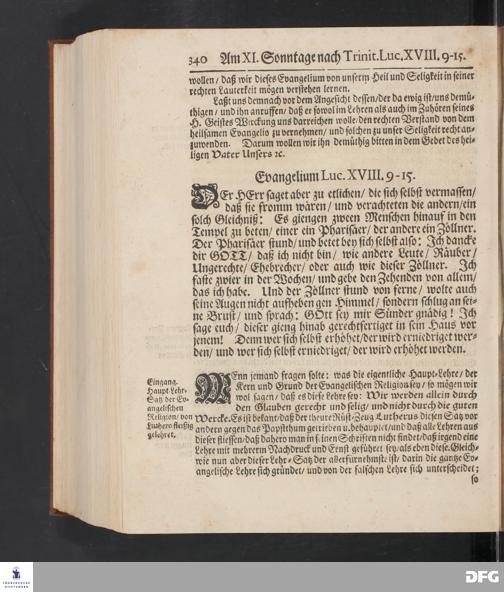 340 Am XI. Sonntage nach Trinit. Luc. XVIII. 9-15.
wollen / daß wir dieses Evangelium von unserm Heil und Seligkeit in seiner
rechten Lauterkeit mögen verstehen lernen.
Laßt uns demnach vor dem Angesicht dessen / der da ewig ist / uns demü-
thigen / und ihn anruffen / daß er sowol im Lehren als auch im Zuhören seines
H. Geistes Wirckung uns darreichen wolle / den rechten Verstand von dem
heilsamen Evangelio zu vernehmen / und solchen zu unser Seligkeit recht an-
zuwenden. Darum wollen wir ihn demüthig bitten in dem Gebet des hei-
ligen Vater Unsers ꝛc.
Evangelium Luc. XVIII. 9-15.
DEr HErr saget aber zu etlichen / die sich selbst vermassen /
daß sie fromm wären / und verachteten die andern / ein
solch Gleichniß: Es giengen zween Menschen hinauf in den
Tempel zu beten / einer ein Pharisäer / der andere ein Zöllner.
Der Pharisäer stund / und betet bey sich selbst also: Ich dancke
dir GOTT / daß ich nicht bin / wie andere Leute / Räuber /
Ungerechte / Ehebrecher / oder auch wie dieser Zöllner. Ich
faste zwier in der Wochen / und gebe den Zehenden von allem /
das ich habe. Und der Zöllner stund von ferne / wolte auch
seine Augen nicht aufheben gen Himmel / sondern schlug an sei-
ne Brust / und sprach: GOtt sey mir Sünder gnädig! Ich
sage euch / dieser gieng hinab gerechtfertiget in sein Haus vor
jenem! Denn wer sich selbst erhöhet / der wird erniedriget wer-
den / und wer sich selbst erniedriget / der wird erhöhet werden.
Eingang.
Haupt Lehr-
Satz der Ev-
angelischen
Religion / von
Luthero fleißig
gelehret.
WEnn jemand fragen solte: was die eigentliche Haupt-Lehre / der
Kern und Grund der Evangelischen Religion sey / so mögen wir
wol sagen / daß es diese Lehre sey: Wir werden allein durch
den Glauben gerecht und selig / und nicht durch die guten
Wercke. Es ist bekant / daß der theure Rüst-Zeug Lutherus diesen Satz vor
andern gegen das Papstthum getrieben u. behauptet / und daß alle Lehren aus
dieser fliessen / daß dahero man in s. inen Schriften nicht findet / daß irgend eine
Lehre mit mehrerm Nachdruck und Ernst geführet sey / als eben diese. Gleich-
wie nun aber dieser Lehr-Satz der allerfürnehmste ist / darin die gantze Ev-
angelische Lehre sich gründet / und von der falschen Lehre sich unterscheidet;
so
FRANCKESCHE
STIFTUNGEN
DFG